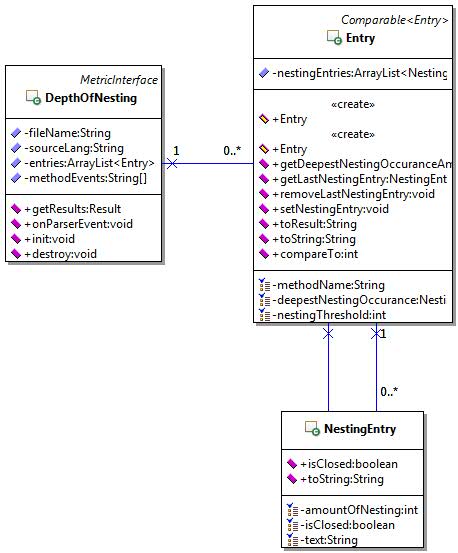 Comparable<Entry>
Entry
-nestingEntries:ArrayList<Nesting
«create»
+Entry
«create»
+Entry
+getDeepestNestingOccuranceAm
+getLastNestingEntry:NestingEnt
+removeLastNestingEntry:void
+setNestingEntry:void
+toResult:String
+toString:String
+compareTo:int
-methodName:String
-deepestNestingOccurance:Nesti
-nestingThreshold:int
MetricInterface
DepthOfNesting
-fileName:String
-sourceLang:String
-entries:ArrayList<Entry>
-methodEvents:String[]
+getResults:Result
+onParserEvent:void
+init:void
+destroy:void
1
0..*
1
0..*
NestingEntry
+isClosed:boolean
+toString:String
-amountOfNesting:int
-isClosed:boolean
-text:String